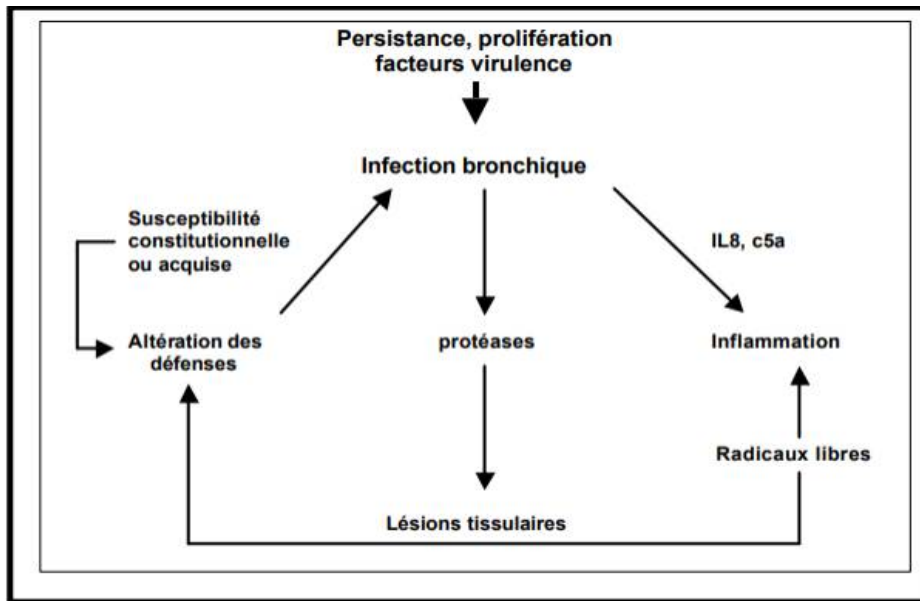 Persistance, prolifération
facteurs virulence
Infection bronchique
Susceptibilité
constitutionnelle
ou acquise
IL8, c5a
Altération des
défenses
protéases
Inflammation
Radicaux libres
Lésions tissulaires